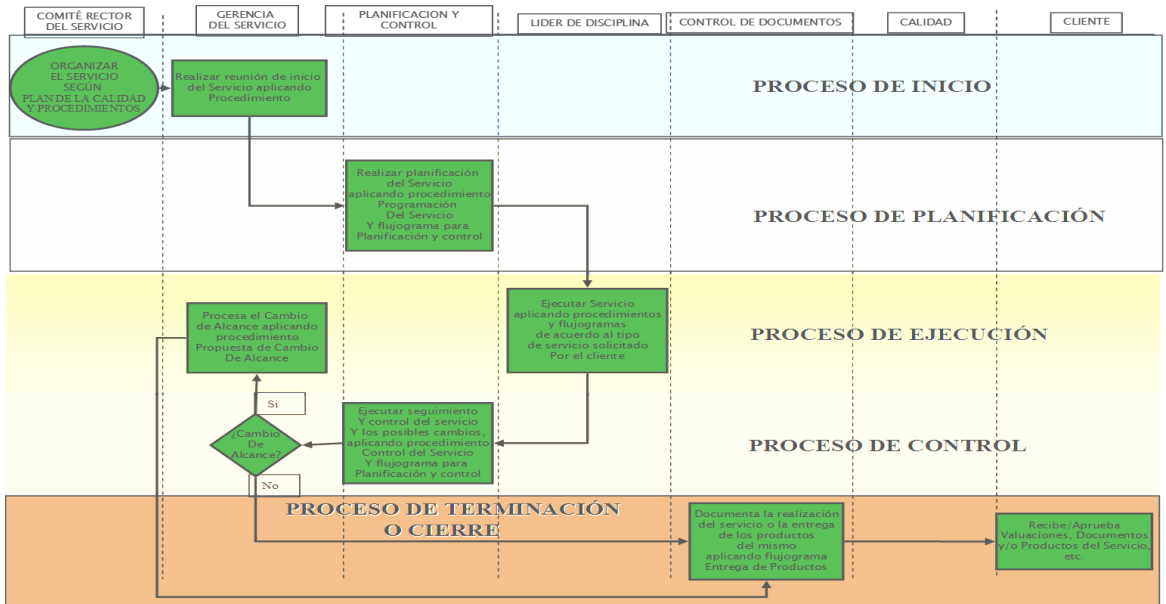 COMITÉ RECTOR
DEL SERVICIO
GERENCIA
DEL SERVICIO
PLANIFICACION Y
CONTROL
LIDER DE DISCIPLINA
CONTROL DE DOCUMENTOS
CALIDAD
CLIENTE
ORGANIZAR
EL SERVICIO
SEGÚN
PLAN DE LA CALIDAD
Y PROCEDIMIENTOS
Realizar reunión de inicio
del Servicio aplicando
Procedimiento
PROCESO DE INICIO
Realizar planificación
del Servicio
aplicando procedimiento
Programación
Del Servicio
Y flujograma para
Planificación y control
PROCESO DE PLANIFICACIÓN
Procesa el Cambio
de Alcance aplicando
procedimiento
Propuesta de Cambio
De Alcance
Ejecutar Servicio
aplicando procedimientos
y flujogramas
de acuerdo al tipo
de servicio solicitado
Por el cliente
PROCESO DE EJECUCIÓN
Si
¿Cambio
De
Alcance?
No
Ejecutar seguimiento
Y control del servicio
Y los posibles cambios,
aplicando procedimiento
Control del Servicio
Y flujograma para
Planificación y control
PROCESO DE CONTROL
PROCESO DE TERMINACIÓN
O CIERRE
Documenta la realización
del servicio o la entrega
de los productos
del mismo
aplicando flujograma
Entrega de Productos
Recibe/Aprueba
Valuaciones, Documentos
y/o Productos del Servicio,
etc.